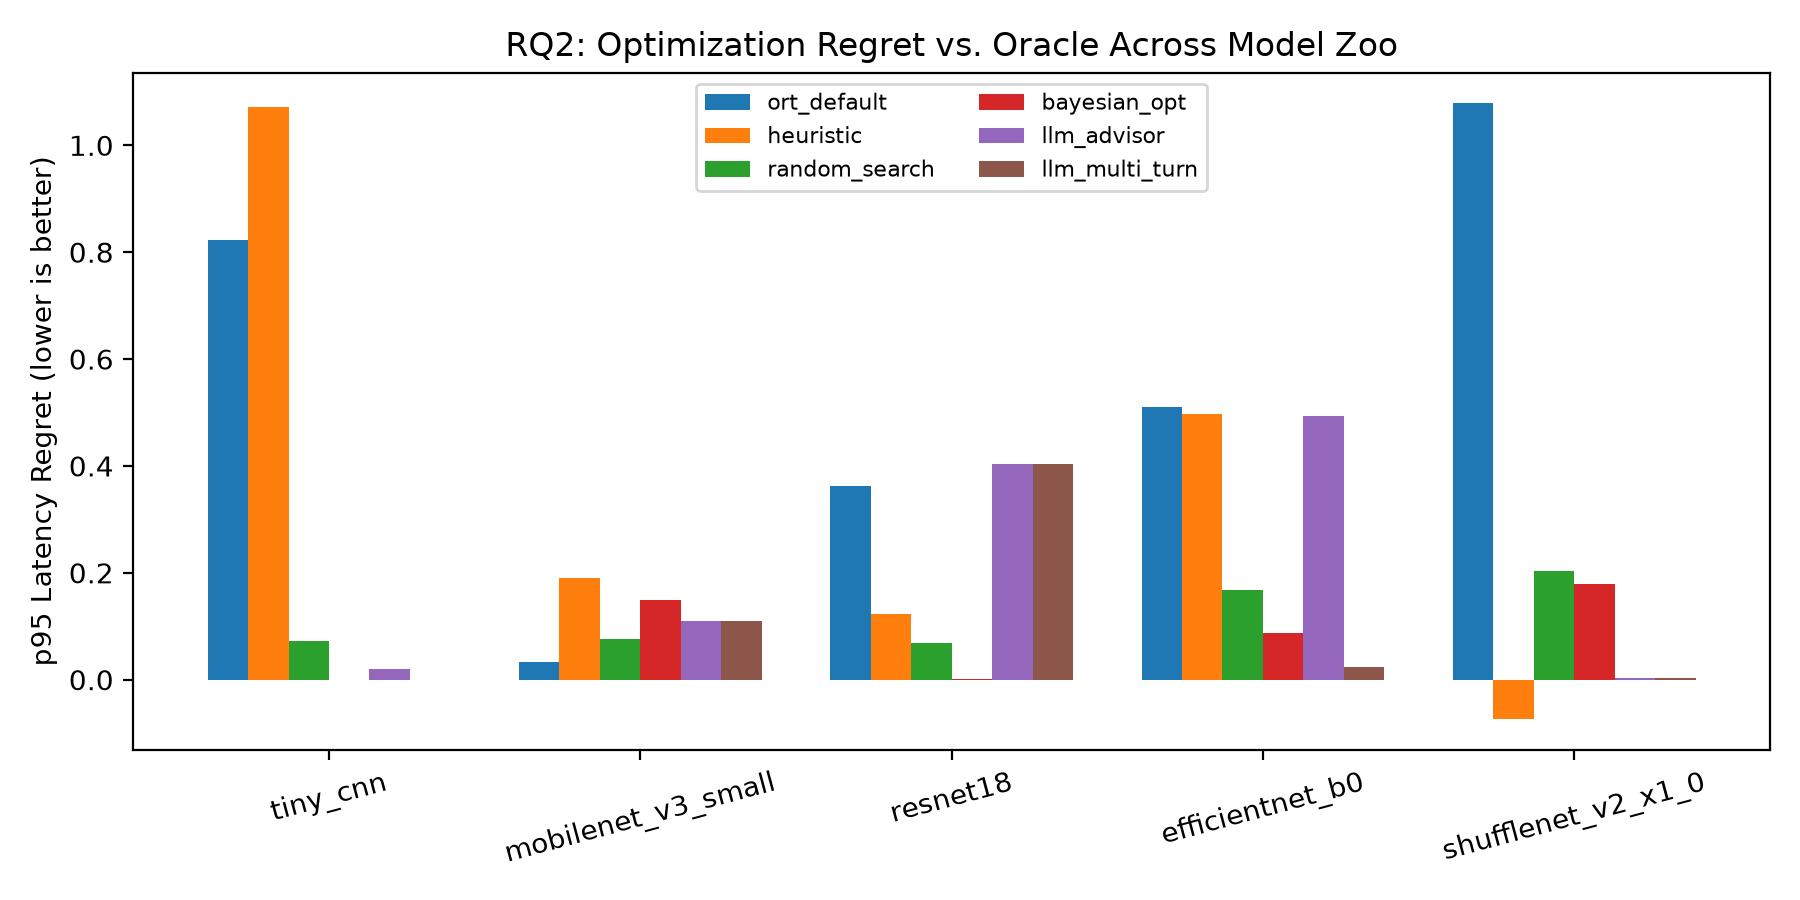 RQ2: Optimization Regret vs. Oracle Across Model Zoo
p95 Latency Regret (lower is better)
1.0
0.8
0.6
0.4
0.2
0.0
ort_default
heuristic
random_search
bayesian_opt
llm_advisor
llm_multi_turn
tiny_cnn
mobilenet_v3_small
resnet18
efficientnet_b0
shufflenet_v2_x1_0